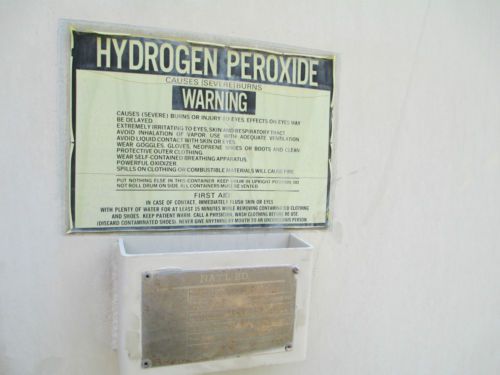 HYDROGEN PEROXIDE
CAUSES (SEVERE) BURNS
WARNING
CAUSES (SEVERE) BURNS OR INJURY TO EYES. EFFECTS ON EYES MAY
BE DELAYED.
EXTREMELY IRRITATING TO EYES, SKIN AND RESPIRATORY TRACT.
AVOID INHALATION OF VAPOR. USE WITH ADEQUATE VENTILATION
AVOID LIQUID CONTACT WITH SKIN OR EYES.
WEAR GOGGLES, GLOVES, NEOPRENE SHOES OR BOOTS AND CLEAN
PROTECTIVE OUTER CLOTHING.
WEAR SELF-CONTAINED BREATHING APPARATUS.
POWERFUL OXIDIZER.
SPILLS ON CLOTHING OR COMBUSTIBLE MATERIALS WILL CAUSE FIRE.
PUT NOTHING ELSE IN THIS CONTAINER. KEEP DRUM IN UPRIGHT POSITION. DO
NOT ROLL DRUM ON SIDE. ALL CONTAINERS MUST BE VENTED.
FIRST AID
IN CASE OF CONTACT, IMMEDIATELY FLUSH SKIN OR EYES
WITH PLENTY OF WATER FOR AT LEAST 15 MINUTES WHILE REMOVING CONTAMINATED CLOTHING
AND SHOES. KEEP PATIENT WARM. CALL A PHYSICIAN. WASH CLOTHING BEFORE RE-USE
(DISCARD CONTAMINATED SHOES). NEVER GIVE ANYTHING BY MOUTH TO AN UNCONSCIOUS PERSON.
NAT'L BD.